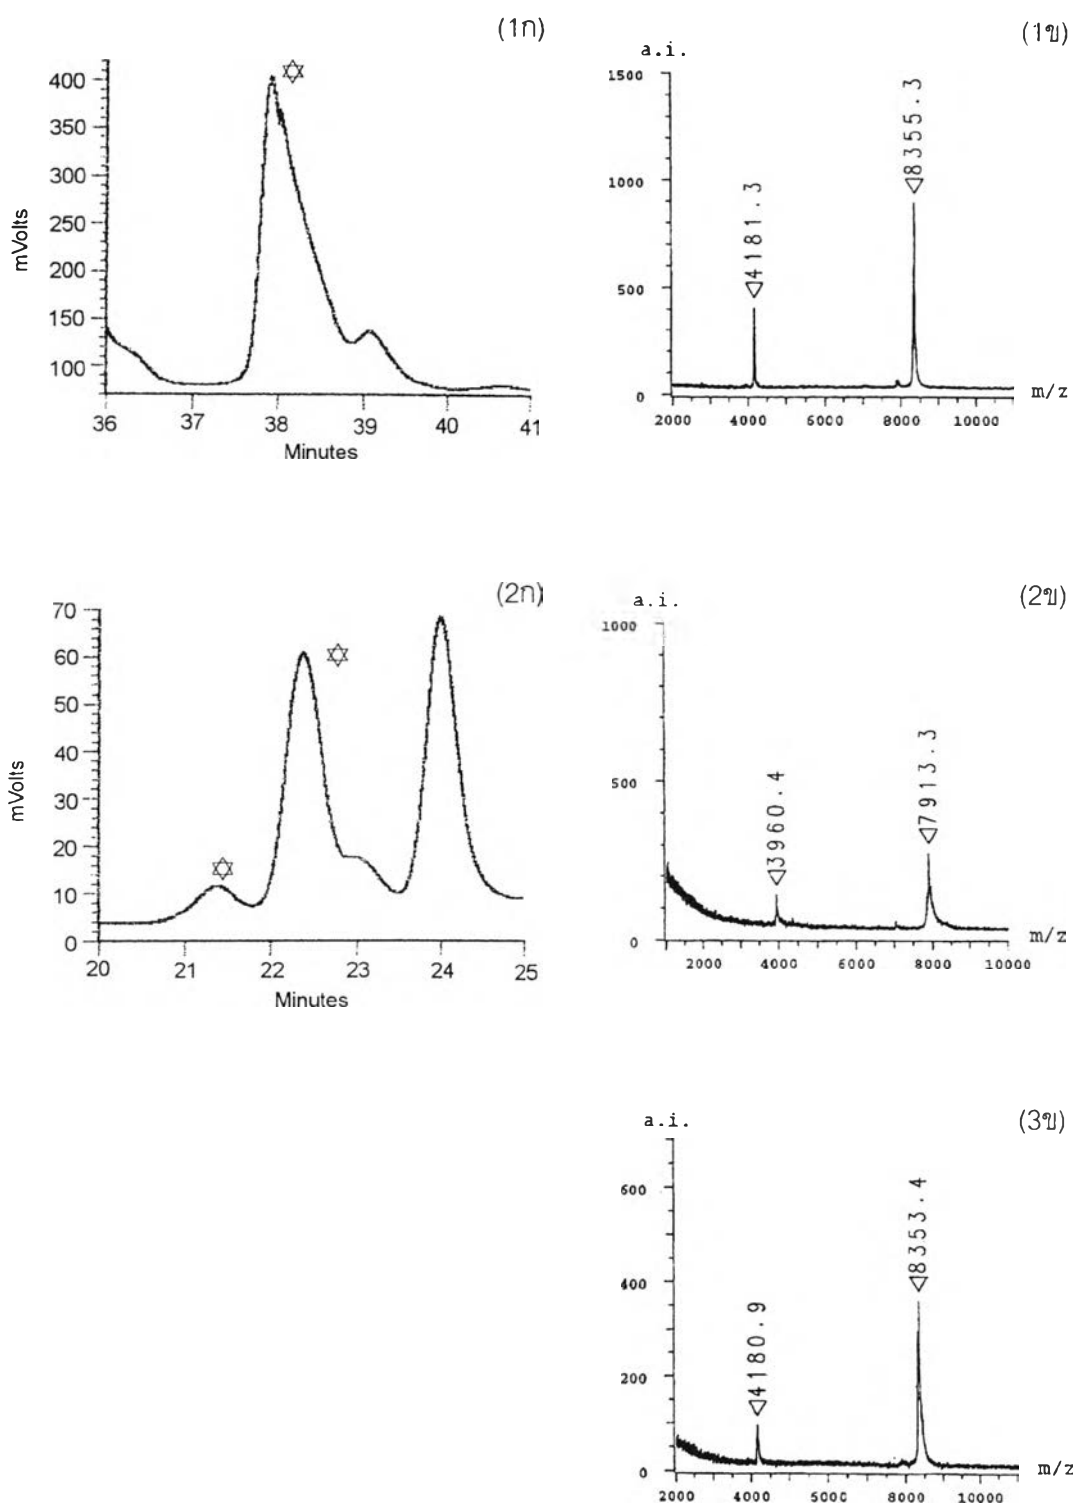 (1ก)
400
350
300
250
200
150
100
mVolts
36 37 38 39 40 41
Minutes
(1ข)
a.i.
1500
1000
500
0
4181.3
8355.3
2000 4000 6000 8000 10000
m/z
(2ก)
70
60
50
40
30
20
10
0
mVolts
20 21 22 23 24 25
Minutes
(2ข)
a.i.
1000
500
0
3960.4
7913.3
2000 4000 6000 8000 10000
m/z
(3ข)
a.i.
600
400
200
0
4180.9
8353.4
2000 4000 6000 8000 10000
m/z